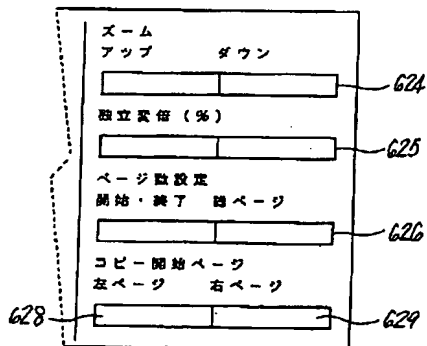 ズーム
アップ ダウン
624
独立変倍(%)
625
ページ数設定
開始・終了 総ページ
626
コピー開始ページ
左ページ 右ページ
628 629